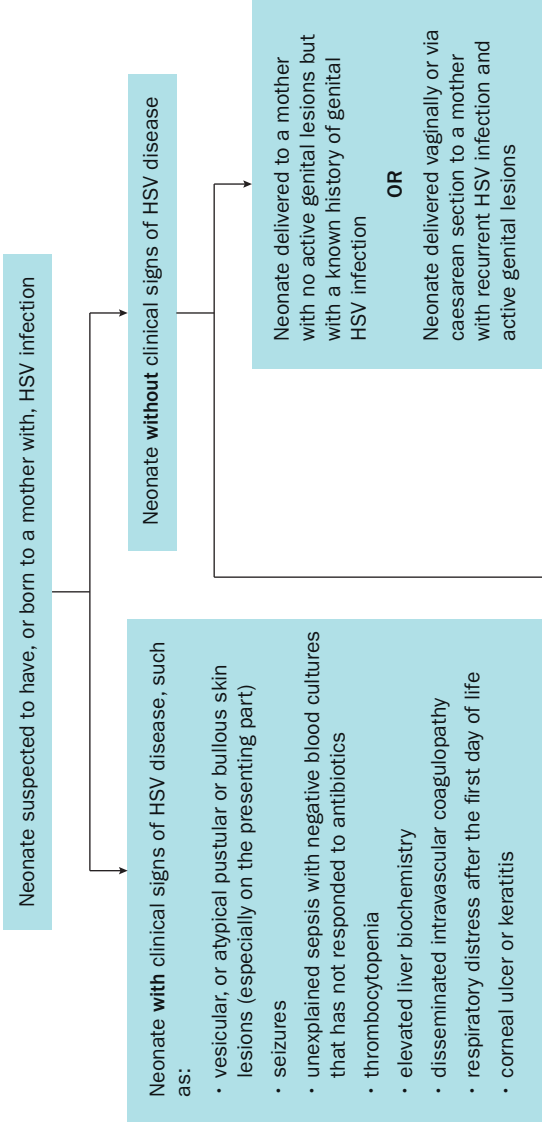 Neonate suspected to have, or born to a mother with, HSV infection
Neonate with clinical signs of HSV disease, such
as:
· vesicular, or atypical pustular or bullous skin
lesions (especially on the presenting part)
· seizures
· unexplained sepsis with negative blood cultures
that has not responded to antibiotics
· thrombocytopenia
· elevated liver biochemistry
· disseminated intravascular coagulopathy
· respiratory distress after the first day of life
· corneal ulcer or keratitis
Neonate without clinical signs of HSV disease
Neonate delivered to a mother
with no active genital lesions but
with a known history of genital
HSV infection
OR
Neonate delivered vaginally or via
caesarean section to a mother
with recurrent HSV infection and
active genital lesions